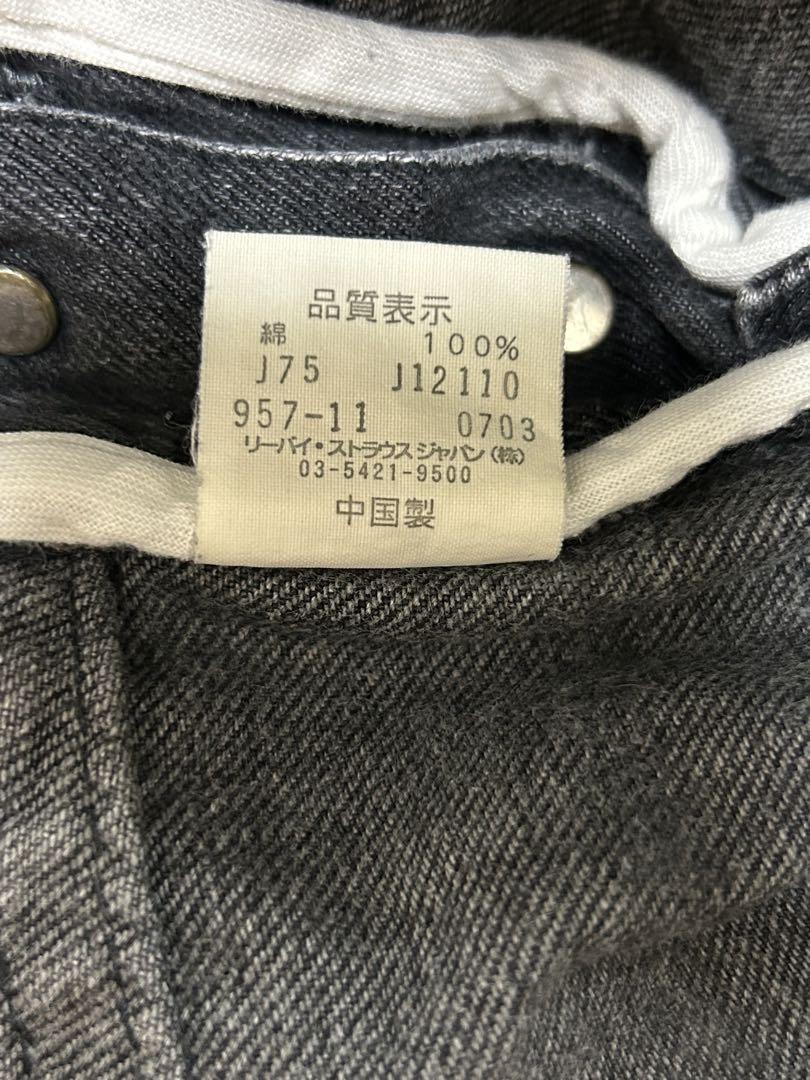 品質表示
綿 100%
J75 J12110
957-11 0703
リーバイ・ストラウスジャパン(株)
03-5421-9500
中国製